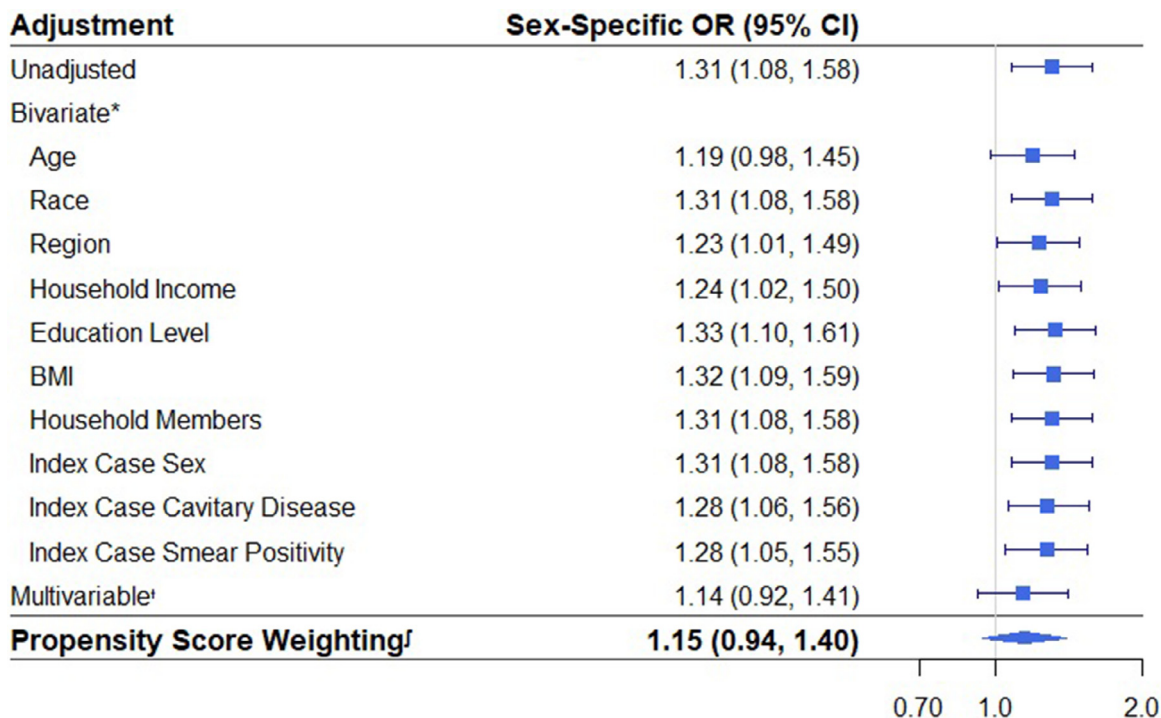 Adjustment Sex-Specific OR (95% CI)
Unadjusted 1.31 (1.08, 1.58)
Bivariate*
Age 1.19 (0.98, 1.45)
Race 1.31 (1.08, 1.58)
Region 1.23 (1.01, 1.49)
Household Income 1.24 (1.02, 1.50)
Education Level 1.33 (1.10, 1.61)
BMI 1.32 (1.09, 1.59)
Household Members 1.31 (1.08, 1.58)
Index Case Sex 1.31 (1.08, 1.58)
Index Case Cavitary Disease 1.28 (1.06, 1.56)
Index Case Smear Positivity 1.28 (1.05, 1.55)
Multivariableƚ 1.14 (0.92, 1.41)
Propensity Score Weighting∫ 1.15 (0.94, 1.40)
0.70 1.0 2.0